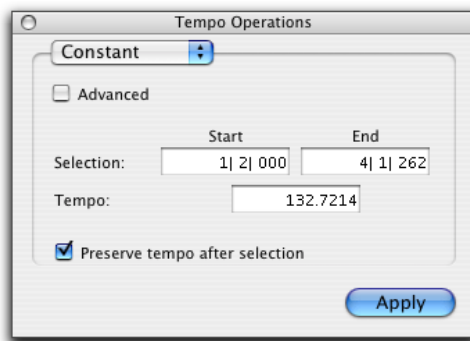 Tempo Operations
Constant
Advanced
Start End
Selection: 1| 2| 000 4| 1| 262
Tempo: 132.7214
Preserve tempo after selection
Apply